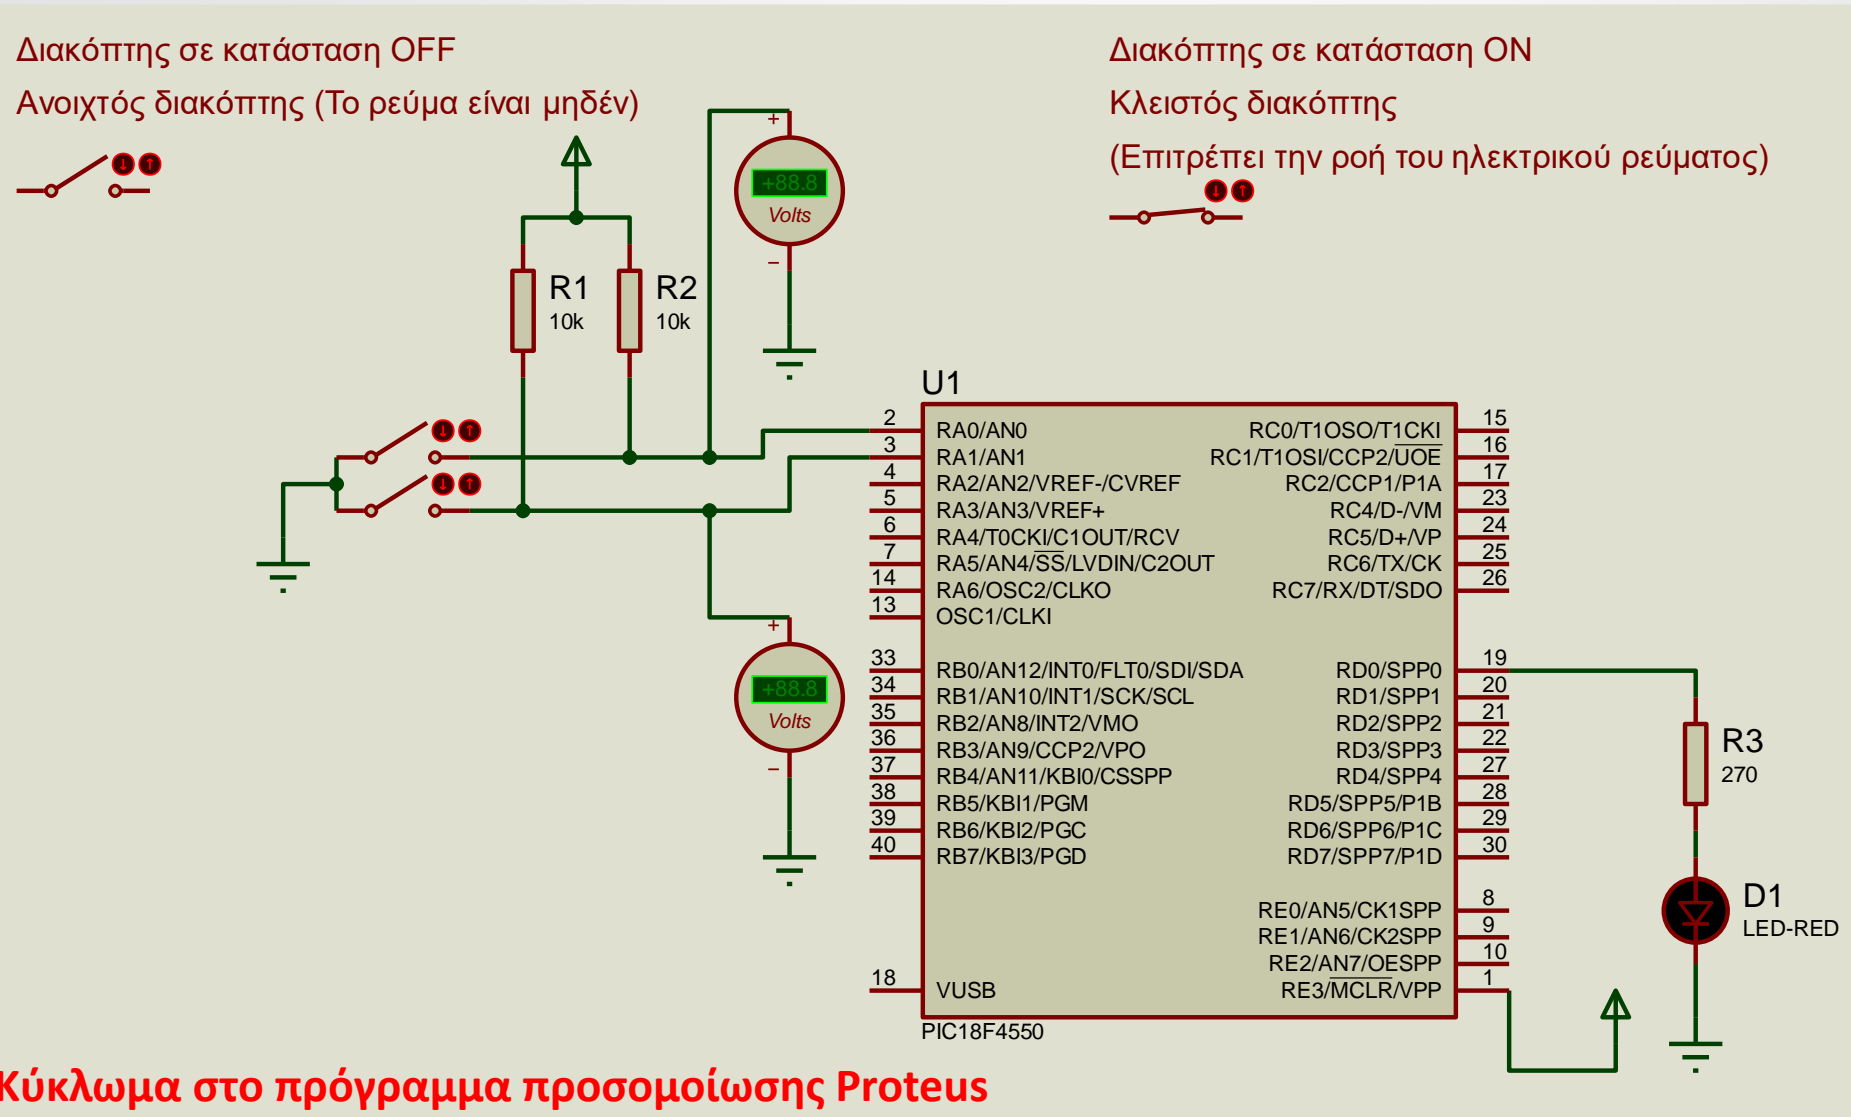 Διακόπτης σε κατάσταση OFF
Ανοιχτός διακόπτης (Το ρεύμα είναι μηδέν)
Διακόπτης σε κατάσταση ON
Κλειστός διακόπτης
(Επιτρέπει την ροή του ηλεκτρικού ρεύματος)
+
+88.8
Volts
−
R1
10k
R2
10k
U1
2 RA0/AN0
3 RA1/AN1
4 RA2/AN2/VREF-/CVREF
5 RA3/AN3/VREF+
6 RA4/T0CKI/C1OUT/RCV
7 RA5/AN4/SS/LVDIN/C2OUT
14 RA6/OSC2/CLKO
13 OSC1/CLKI
33 RB0/AN12/INT0/FLT0/SDI/SDA
34 RB1/AN10/INT1/SCK/SCL
35 RB2/AN8/INT2/VMO
36 RB3/AN9/CCP2/VPO
37 RB4/AN11/KBI0/CSSPP
38 RB5/KBI1/PGM
39 RB6/KBI2/PGC
40 RB7/KBI3/PGD
18 VUSB
RC0/T1OSO/T1CKI 15
RC1/T1OSI/CCP2/UOE 16
RC2/CCP1/P1A 17
RC4/D-/VM 23
RC5/D+/VP 24
RC6/TX/CK 25
RC7/RX/DT/SDO 26
RD0/SPP0 19
RD1/SPP1 20
RD2/SPP2 21
RD3/SPP3 22
RD4/SPP4 27
RD5/SPP5/P1B 28
RD6/SPP6/P1C 29
RD7/SPP7/P1D 30
RE0/AN5/CK1SPP 8
RE1/AN6/CK2SPP 9
RE2/AN7/OESPP 10
RE3/MCLR/VPP 1
PIC18F4550
+
+88.8
Volts
−
R3
270
D1
LED-RED
Κύκλωμα στο πρόγραμμα προσομοίωσης Proteus